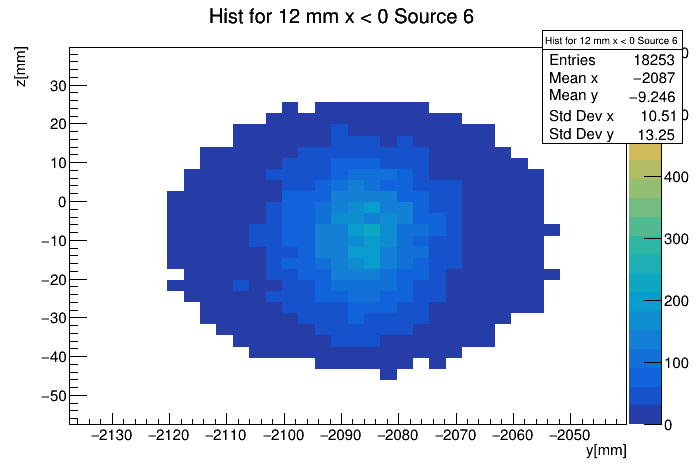 Hist for 12 mm x < 0 Source 6
z[mm]
Hist for 12 mm x < 0 Source 6
Entries 18253
Mean x −2087
Mean y −9.246
Std Dev x 10.51
Std Dev y 13.25
30
20
10
0
−10
−20
−30
−40
−50
400
300
200
100
0
−2130 −2120 −2110 −2100 −2090 −2080 −2070 −2060 −2050
y[mm]